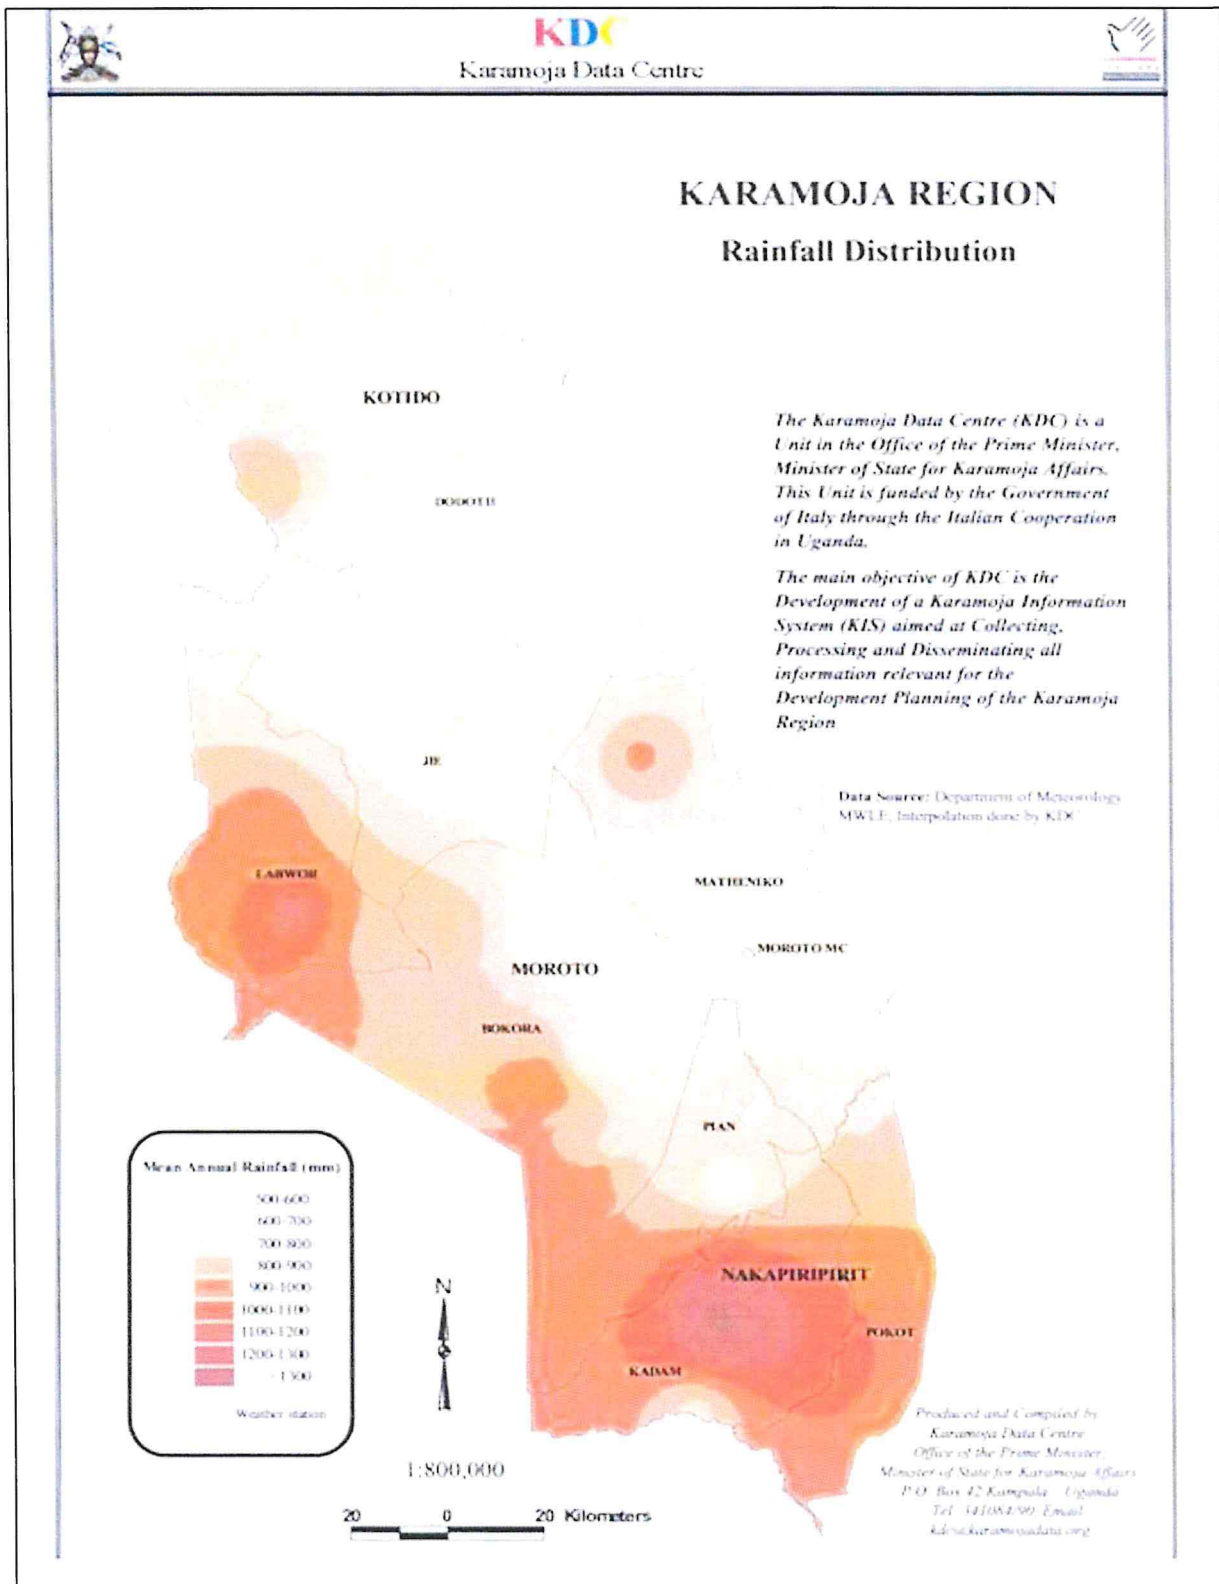 KDC
Karamoja Data Centre
KARAMOJA REGION
Rainfall Distribution
KOTIDO
DODOTH
The Karamoja Data Centre (KDC) is a
Unit in the Office of the Prime Minister,
Minister of State for Karamoja Affairs.
This Unit is funded by the Government
of Italy through the Italian Cooperation
in Uganda.
The main objective of KDC is the
Development of a Karamoja Information
System (KIS) aimed at Collecting,
Processing and Disseminating all
information relevant for the
Development Planning of the Karamoja
Region
JIE
Data Source: Department of Meteorology
MWLE, Interpolation done by KDC
LABWOR
MATHENIKO
MOROTO MC
MOROTO
BOKORA
PIAN
Mean Annual Rainfall (mm)
500-600
600-700
700-800
800-900
900-1000
1000-1100
1100-1200
1200-1300
1300
Weather station
N
NAKAPIRIPIRIT
POKOT
KADAM
1:800,000
20 0 20 Kilometers
Produced and Compiled by
Karamoja Data Centre
Office of the Prime Minister,
Minister of State for Karamoja Affairs
P.O. Box 42 Kampala Uganda
Tel: Email